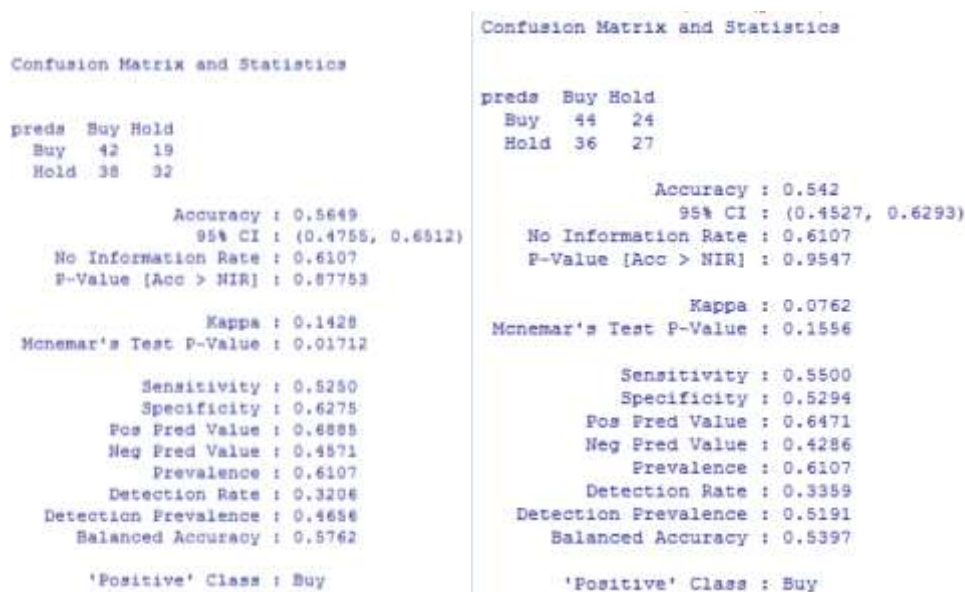 Confusion Matrix and Statistics
preds Buy Hold
Buy 42 19
Hold 38 32
Accuracy : 0.5649
95% CI : (0.4755, 0.6512)
No Information Rate : 0.6107
P-Value [Acc > NIR] : 0.87753
Kappa : 0.1428
Mcnemar's Test P-Value : 0.01712
Sensitivity : 0.5250
Specificity : 0.6275
Pos Pred Value : 0.6885
Neg Pred Value : 0.4571
Prevalence : 0.6107
Detection Rate : 0.3206
Detection Prevalence : 0.4656
Balanced Accuracy : 0.5762
'Positive' Class : Buy
Confusion Matrix and Statistics
preds Buy Hold
Buy 44 24
Hold 36 27
Accuracy : 0.542
95% CI : (0.4527, 0.6293)
No Information Rate : 0.6107
P-Value [Acc > NIR] : 0.9547
Kappa : 0.0762
Mcnemar's Test P-Value : 0.1556
Sensitivity : 0.5500
Specificity : 0.5294
Pos Pred Value : 0.6471
Neg Pred Value : 0.4286
Prevalence : 0.6107
Detection Rate : 0.3359
Detection Prevalence : 0.5191
Balanced Accuracy : 0.5397
'Positive' Class : Buy